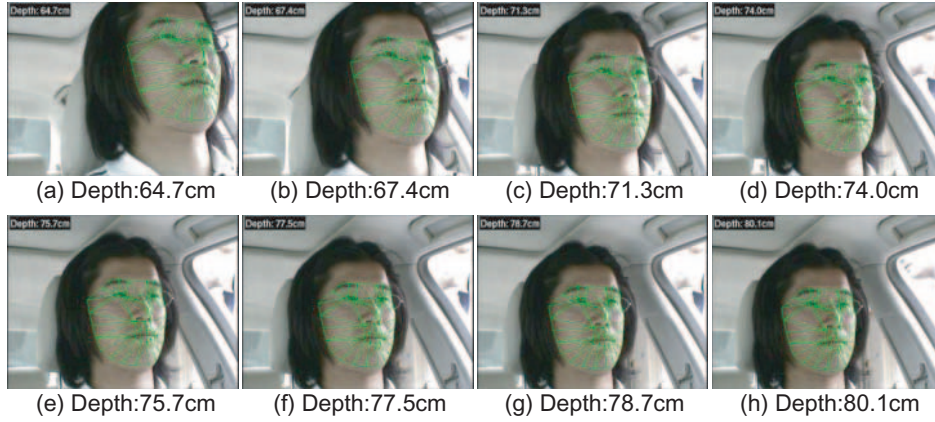 Depth: 64.7cm
Depth: 67.4cm
Depth: 71.3cm
Depth: 74.0cm
(a) Depth:64.7cm
(b) Depth:67.4cm
(c) Depth:71.3cm
(d) Depth:74.0cm
Depth: 75.7cm
Depth: 77.5cm
Depth: 78.7cm
Depth: 80.1cm
(e) Depth:75.7cm
(f) Depth:77.5cm
(g) Depth:78.7cm
(h) Depth:80.1cm